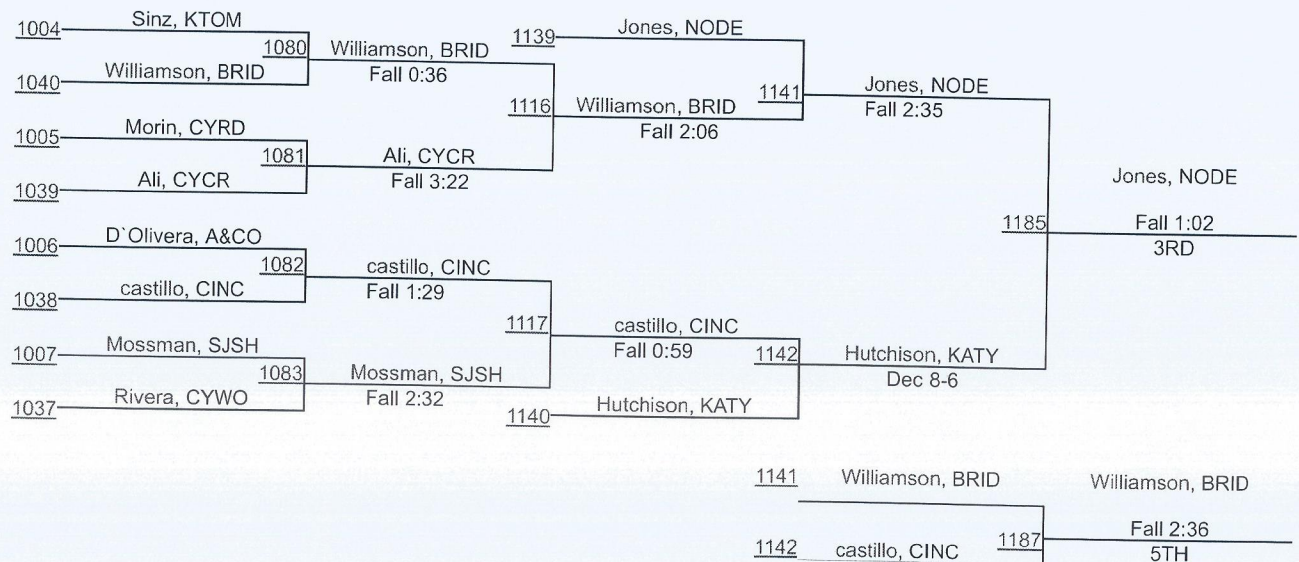 Sinz, KTOM
1004
1080
Williamson, BRID
Fall 0:36
Williamson, BRID
1040
1116
Williamson, BRID
Fall 2:06
Morin, CYRD
1005
1081
Ali, CYCR
Fall 3:22
Ali, CYCR
1039
1139
Jones, NODE
1141
Jones, NODE
Fall 2:35
D`Olivera, A&CO
1006
1082
castillo, CINC
Fall 1:29
castillo, CINC
1038
1117
castillo, CINC
Fall 0:59
Mossman, SJSH
1007
1083
Mossman, SJSH
Fall 2:32
Rivera, CYWO
1037
1142
Hutchison, KATY
Dec 8-6
1140
Hutchison, KATY
1185
Jones, NODE
Fall 1:02
3RD
1141
Williamson, BRID
1187
Williamson, BRID
Fall 2:36
5TH
1142
castillo, CINC